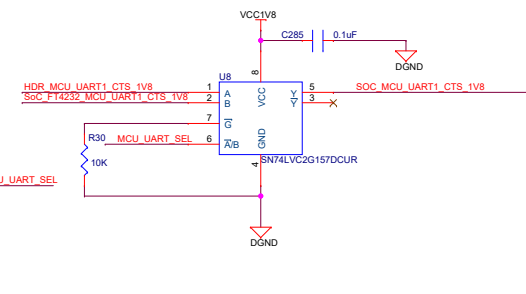 VCC1V8
C285 0.1uF
DGND
U8
8
HDR_MCU_UART1_CTS_1V8 1 A VCC Y 5 SOC_MCU_UART1_CTS_1V8
SoC_FT4232_MCU_UART1_CTS_1V8 2 B Y 3
7 G
R30 MCU_UART_SEL 6 A/B GND
10K SN74LVC2G157DCUR
4
_UART_SEL
DGND